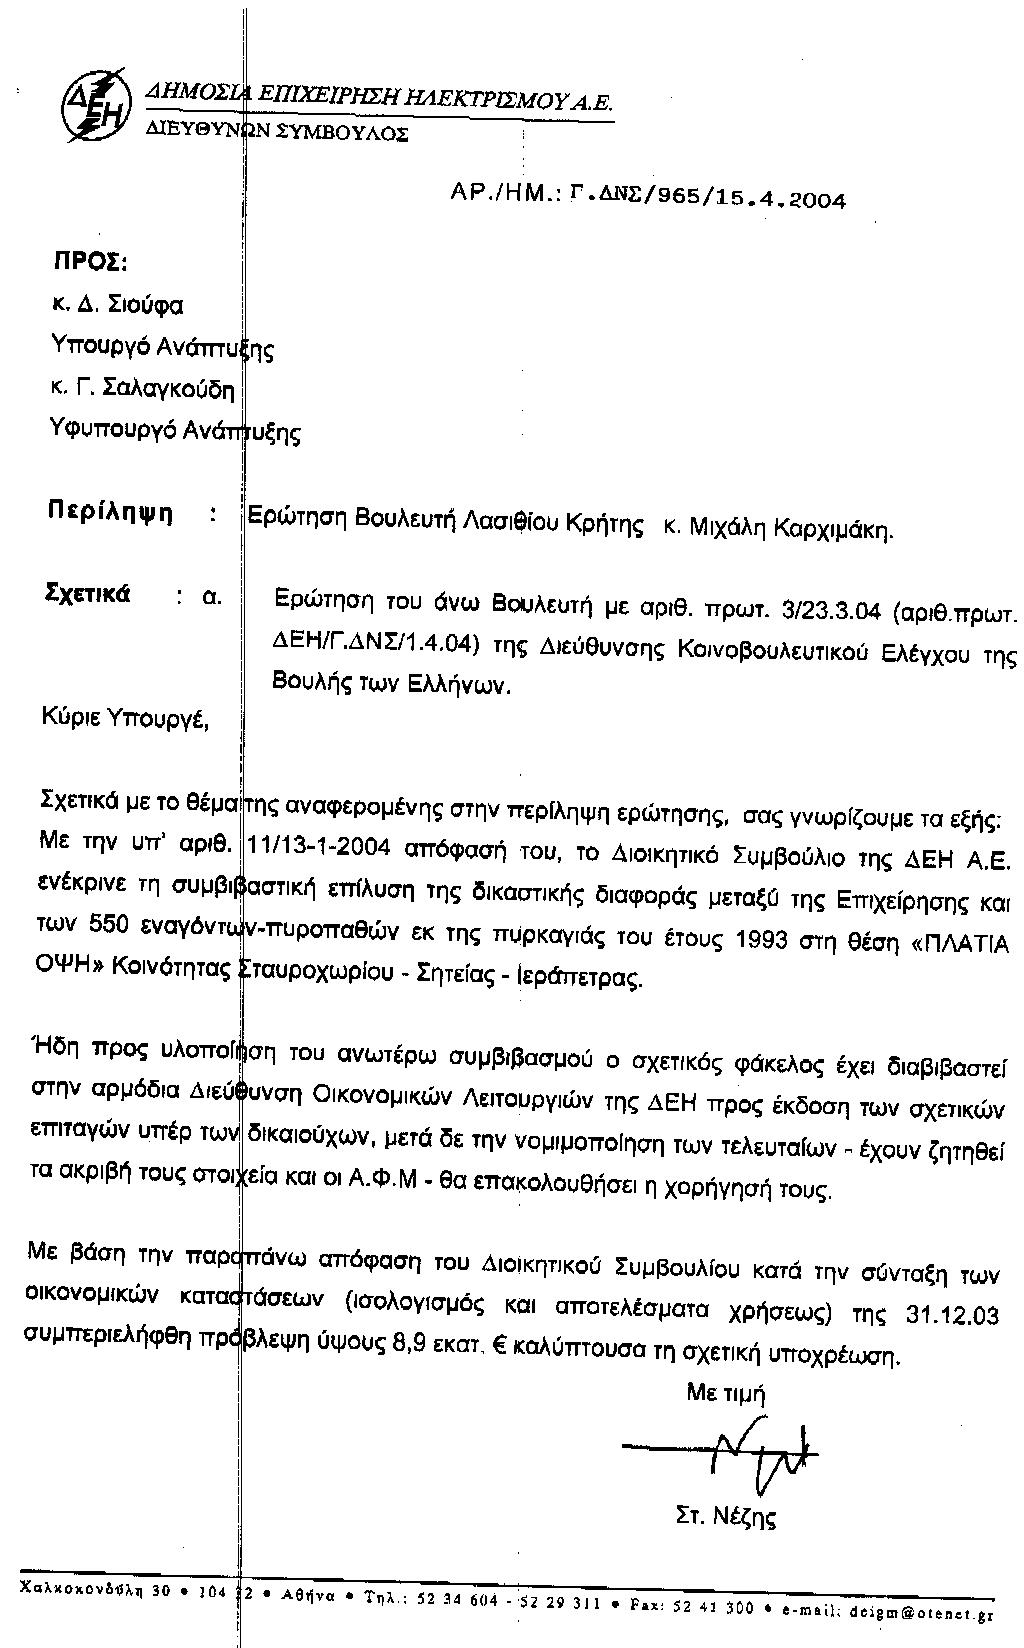 ΔΕΗ
ΔΗΜΟΣΙΑ ΕΠΙΧΕΙΡΗΣΗ ΗΛΕΚΤΡΙΣΜΟΥ Α.Ε.
ΔΙΕΥΘΥΝΩΝ ΣΥΜΒΟΥΛΟΣ
ΑΡ./ΗΜ.: Γ.ΔΝΣ/965/15.4.2004
ΠΡΟΣ:
κ. Δ. Σιούφα
Υπουργό Ανάπτυξης
κ. Γ. Σαλαγκούδη
Υφυπουργό Ανάπτυξης
Περίληψη : Ερώτηση Βουλευτή Λασιθίου Κρήτης κ. Μιχάλη Καρχιμάκη.
Σχετικά : α. Ερώτηση του άνω Βουλευτή με αριθ. πρωτ. 3/23.3.04 (αριθ.πρωτ.
ΔΕΗ/Γ.ΔΝΣ/1.4.04) της Διεύθυνσης Κοινοβουλευτικού Ελέγχου της
Βουλής των Ελλήνων.
Κύριε Υπουργέ,
Σχετικά με το θέμα της αναφερομένης στην περίληψη ερώτησης, σας γνωρίζουμε τα εξής:
Με την υπ' αριθ. 11/13-1-2004 απόφασή του, το Διοικητικό Συμβούλιο της ΔΕΗ Α.Ε.
ενέκρινε τη συμβιβαστική επίλυση της δικαστικής διαφοράς μεταξύ της Επιχείρησης και
των 550 εναγόντων-πυροπαθών εκ της πυρκαγιάς του έτους 1993 στη θέση «ΠΛΑΤΙΑ
ΟΨΗ» Κοινότητας Σταυροχωρίου - Σητείας - Ιεράπετρας.
Ήδη προς υλοποίηση του ανωτέρω συμβιβασμού ο σχετικός φάκελος έχει διαβιβαστεί
στην αρμόδια Διεύθυνση Οικονομικών Λειτουργιών της ΔΕΗ προς έκδοση των σχετικών
επιταγών υπέρ των δικαιούχων, μετά δε την νομιμοποίηση των τελευταίων - έχουν ζητηθεί
τα ακριβή τους στοιχεία και οι Α.Φ.Μ - θα επακολουθήσει η χορήγησή τους.
Με βάση την παραπάνω απόφαση του Διοικητικού Συμβουλίου κατά την σύνταξη των
οικονομικών καταστάσεων (ισολογισμός και αποτελέσματα χρήσεως) της 31.12.03
συμπεριελήφθη πρόβλεψη ύψους 8,9 εκατ. € καλύπτουσα τη σχετική υποχρέωση.
Με τιμή
Στ. Νέζης
Χαλκοκονδύλη 30 • 104 32 • Αθήνα • Τηλ.: 52 34 604 - 52 29 311 • Fax: 52 41 300 • e-mail: deigm@otenet.gr